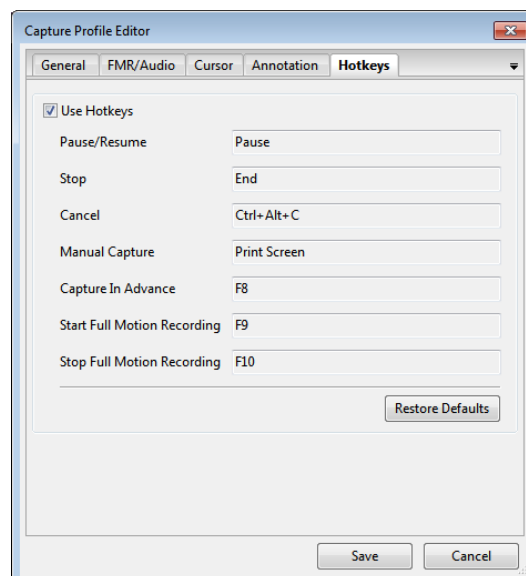 Capture Profile Editor
General FMR/Audio Cursor Annotation Hotkeys
Use Hotkeys
Pause/Resume Pause
Stop End
Cancel Ctrl+Alt+C
Manual Capture Print Screen
Capture In Advance F8
Start Full Motion Recording F9
Stop Full Motion Recording F10
Restore Defaults
Save Cancel